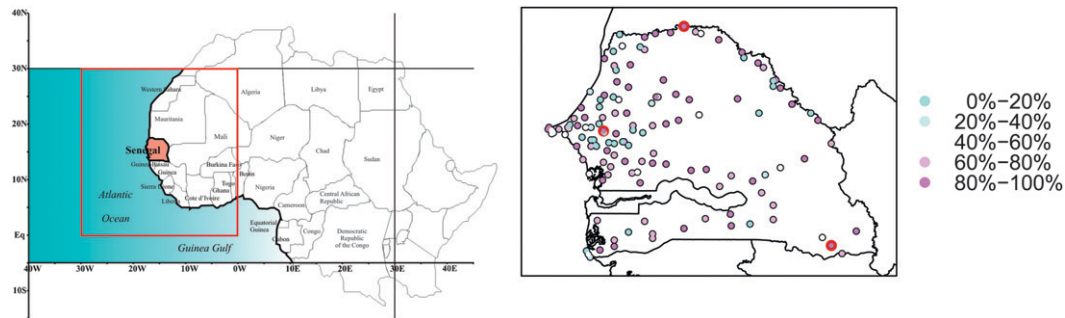 40N
30N
Western Sahara
Algeria
Libya
Egypt
20N
Mauritania
Mali
Niger
Chad
Sudan
Senegal
Burkina Faso
Guinea Bissau
Guinea
Benin
10N
Togo
Ghana
Nigeria
Sierra Leone
Cote d'Ivoire
Central African
Republic
Liberia
Cameroon
Atlantic
Ocean
Equatorial
Guinea
Eq
Gabon
Congo
Democratic
Republic
of the Congo
Guinea Gulf
40W
30W
20W
10W
0W
10E
20E
30E
40E
10S
0%–20%
20%–40%
40%–60%
60%–80%
80%–100%